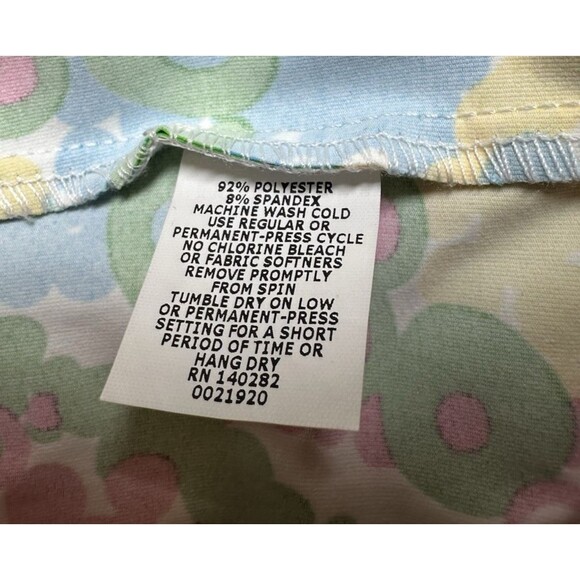 92% POLYESTER
8% SPANDEX
MACHINE WASH COLD
USE REGULAR OR
PERMANENT-PRESS CYCLE
NO CHLORINE BLEACH
OR FABRIC SOFTNERS
REMOVE PROMPTLY
FROM SPIN
TUMBLE DRY ON LOW
OR PERMANENT-PRESS
SETTING FOR A SHORT
PERIOD OF TIME OR
HANG DRY
RN 140282
0021920